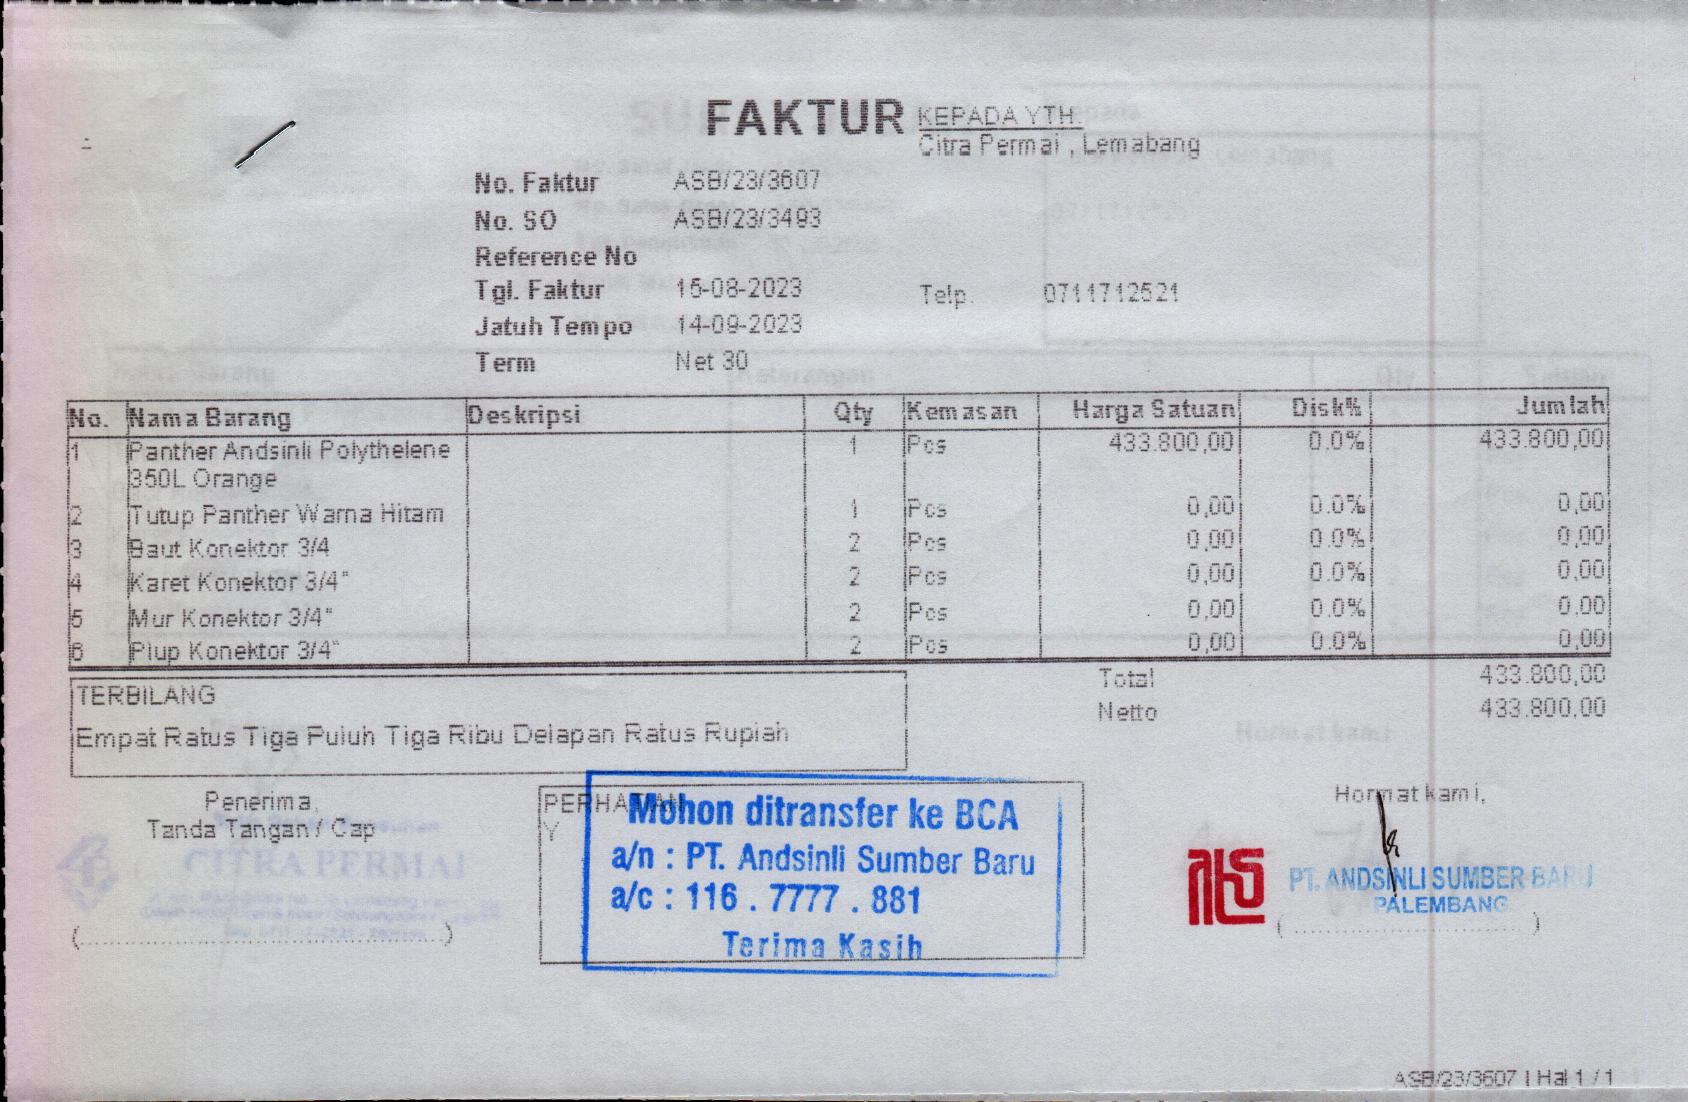 FAKTUR
KEPADA YTH:
Citra Permai , Lemabang
No. Faktur ASB/23/3607
No. SO ASB/23/3493
Reference No
Tgl. Faktur 15-08-2023 Telp. 0711712521
Jatuh Tempo 14-09-2023
Term Net 30
No. Nama Barang Deskripsi Qty Kemasan Harga Satuan Disk% Jumlah
1 Panther Andsinli Polythelene 1 Pcs 433.800,00 0.0% 433.800,00
350L Orange
2 Tutup Panther Warna Hitam 1 Pcs 0,00 0.0% 0,00
3 Baut Konektor 3/4 2 Pcs 0,00 0.0% 0,00
4 Karet Konektor 3/4" 2 Pcs 0,00 0.0% 0,00
5 Mur Konektor 3/4" 2 Pcs 0,00 0.0% 0,00
6 Plup Konektor 3/4" 2 Pcs 0,00 0.0% 0,00
Total 433.800,00
Netto 433.800,00
TERBILANG
Empat Ratus Tiga Puluh Tiga Ribu Delapan Ratus Rupiah
Penerima,
Tanda Tangan / Cap
CITRA PERMAI
PERHATIAN
Y
Mohon ditransfer ke BCA
a/n : PT. Andsinli Sumber Baru
a/c : 116 . 7777 . 881
Terima Kasih
Hormat kami,
PT. ANDSINLI SUMBER BARU
PALEMBANG
ASB/23/3607 | Hal 1 / 1